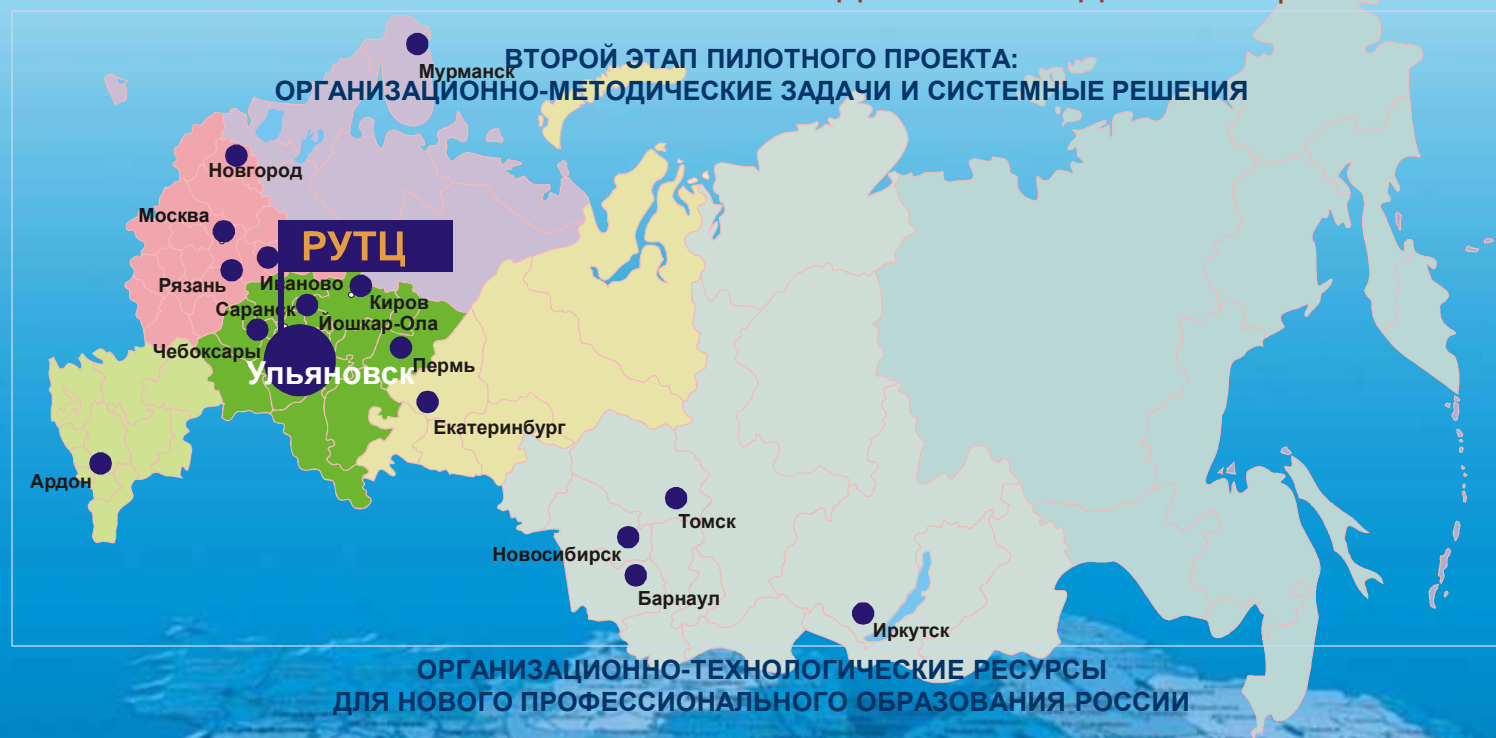 ВТОРОЙ ЭТАП ПИЛОТНОГО ПРОЕКТА:
Мурманск
ОРГАНИЗАЦИОННО-МЕТОДИЧЕСКИЕ ЗАДАЧИ И СИСТЕМНЫЕ РЕШЕНИЯ
Новгород
Москва
РУТЦ
Рязань
Иваново
Киров
Саранск
Йошкар-Ола
Чебоксары
Пермь
Ульяновск
Екатеринбург
Ардон
Томск
Новосибирск
Барнаул
Иркутск
ОРГАНИЗАЦИОННО-ТЕХНОЛОГИЧЕСКИЕ РЕСУРСЫ
ДЛЯ НОВОГО ПРОФЕССИОНАЛЬНОГО ОБРАЗОВАНИЯ РОССИИ